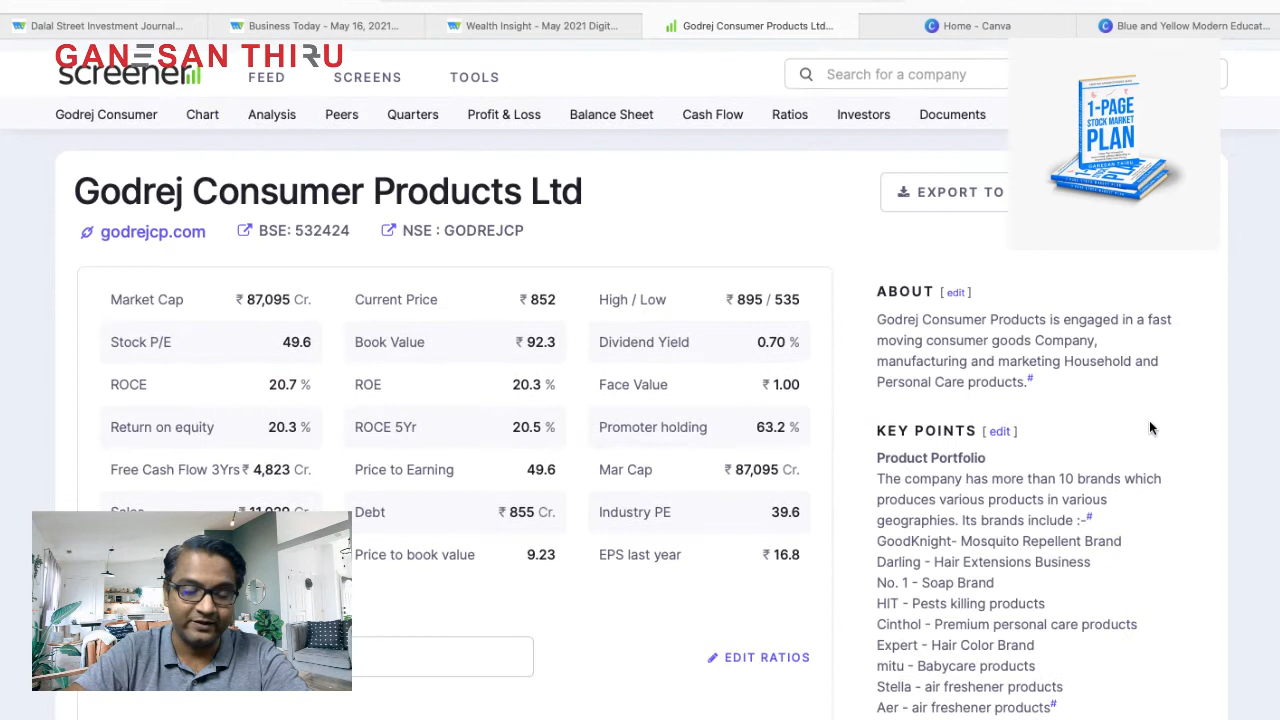 Dalal Street Investment Journal...
Business Today - May 16, 2021...
Wealth Insight - May 2021 Digit...
Godrej Consumer Products Ltd...
Home - Canva
Blue and Yellow Modern Educat...
GANESAN THIRU
screener
FEED SCREENS TOOLS
Search for a company
Godrej Consumer Chart Analysis Peers Quarters Profit & Loss Balance Sheet Cash Flow Ratios Investors Documents
1-PAGE
STOCK MARKET
PLAN
GANESAN THIRU
Godrej Consumer Products Ltd
EXPORT TO
godrejcp.com BSE: 532424 NSE : GODREJCP
Market Cap ₹ 87,095 Cr. Current Price ₹ 852 High / Low ₹ 895 / 535
Stock P/E 49.6 Book Value ₹ 92.3 Dividend Yield 0.70 %
ROCE 20.7 % ROE 20.3 % Face Value ₹ 1.00
Return on equity 20.3 % ROCE 5Yr 20.5 % Promoter holding 63.2 %
Free Cash Flow 3Yrs ₹ 4,823 Cr. Price to Earning 49.6 Mar Cap ₹ 87,095 Cr.
Debt ₹ 855 Cr. Industry PE 39.6
Price to book value 9.23 EPS last year ₹ 16.8
EDIT RATIOS
ABOUT [ edit ]
Godrej Consumer Products is engaged in a fast
moving consumer goods Company,
manufacturing and marketing Household and
Personal Care products.#
KEY POINTS [ edit ]
Product Portfolio
The company has more than 10 brands which
produces various products in various
geographies. Its brands include :-#
GoodKnight- Mosquito Repellent Brand
Darling - Hair Extensions Business
No. 1 - Soap Brand
HIT - Pests killing products
Cinthol - Premium personal care products
Expert - Hair Color Brand
mitu - Babycare products
Stella - air freshener products
Aer - air freshener products#